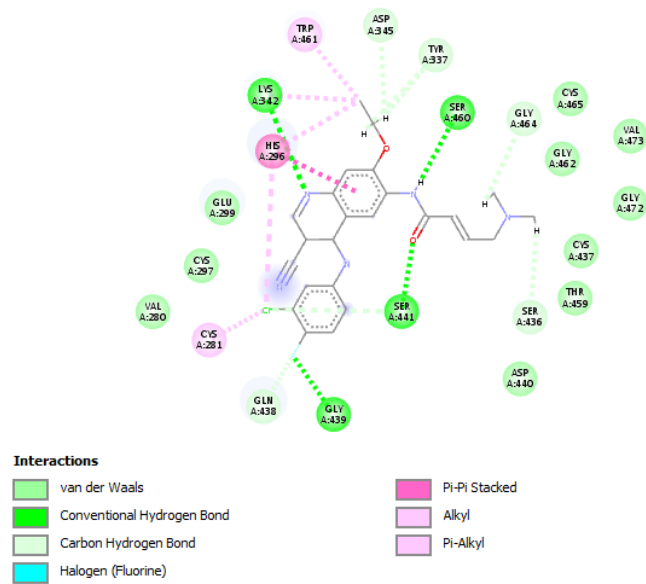 TRP
A:461
ASP
A:345
TYR
A:337
LYS
A:342
SER
A:460
CYS
A:465
GLY
A:464
VAL
A:473
HIS
A:296
GLY
A:462
H
H
O
N
N
H
GLU
A:299
H
N
GLY
A:472
CYS
A:297
O
H
CYS
A:437
N
N
VAL
A:280
Cl
SER
A:441
THR
A:459
SER
A:436
CYS
A:281
F
ASP
A:440
GLN
A:438
GLY
A:439
Interactions
van der Waals
Conventional Hydrogen Bond
Carbon Hydrogen Bond
Halogen (Fluorine)
Pi-Pi Stacked
Alkyl
Pi-Alkyl